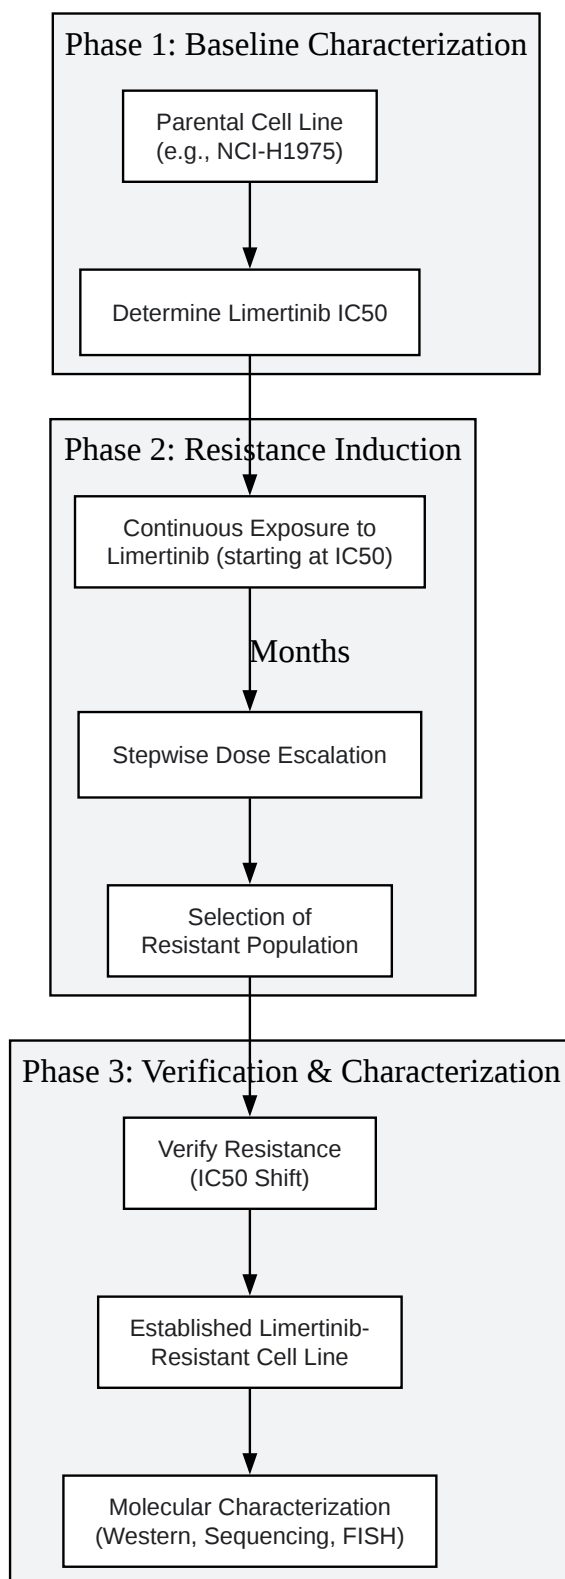 Phase 1: Baseline Characterization
Parental Cell Line
(e.g., NCI-H1975)
Determine Limertinib IC50
Phase 2: Resistance Induction
Continuous Exposure to
Limertinib (starting at IC50)
Months
Stepwise Dose Escalation
Selection of
Resistant Population
Phase 3: Verification & Characterization
Verify Resistance
(IC50 Shift)
Established Limertinib-
Resistant Cell Line
Molecular Characterization
(Western, Sequencing, FISH)